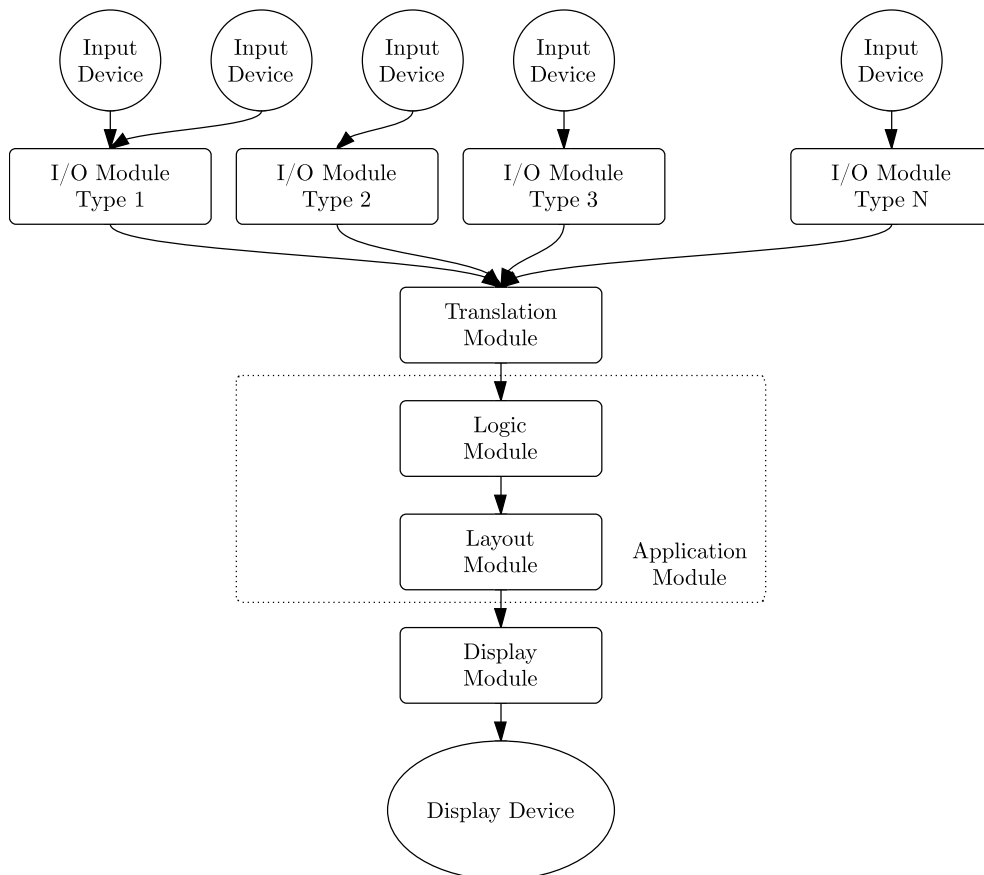 Input
Device
Input
Device
Input
Device
Input
Device
Input
Device
I/O Module
Type 1
I/O Module
Type 2
I/O Module
Type 3
I/O Module
Type N
Translation
Module
Logic
Module
Layout
Module
Application
Module
Display
Module
Display Device